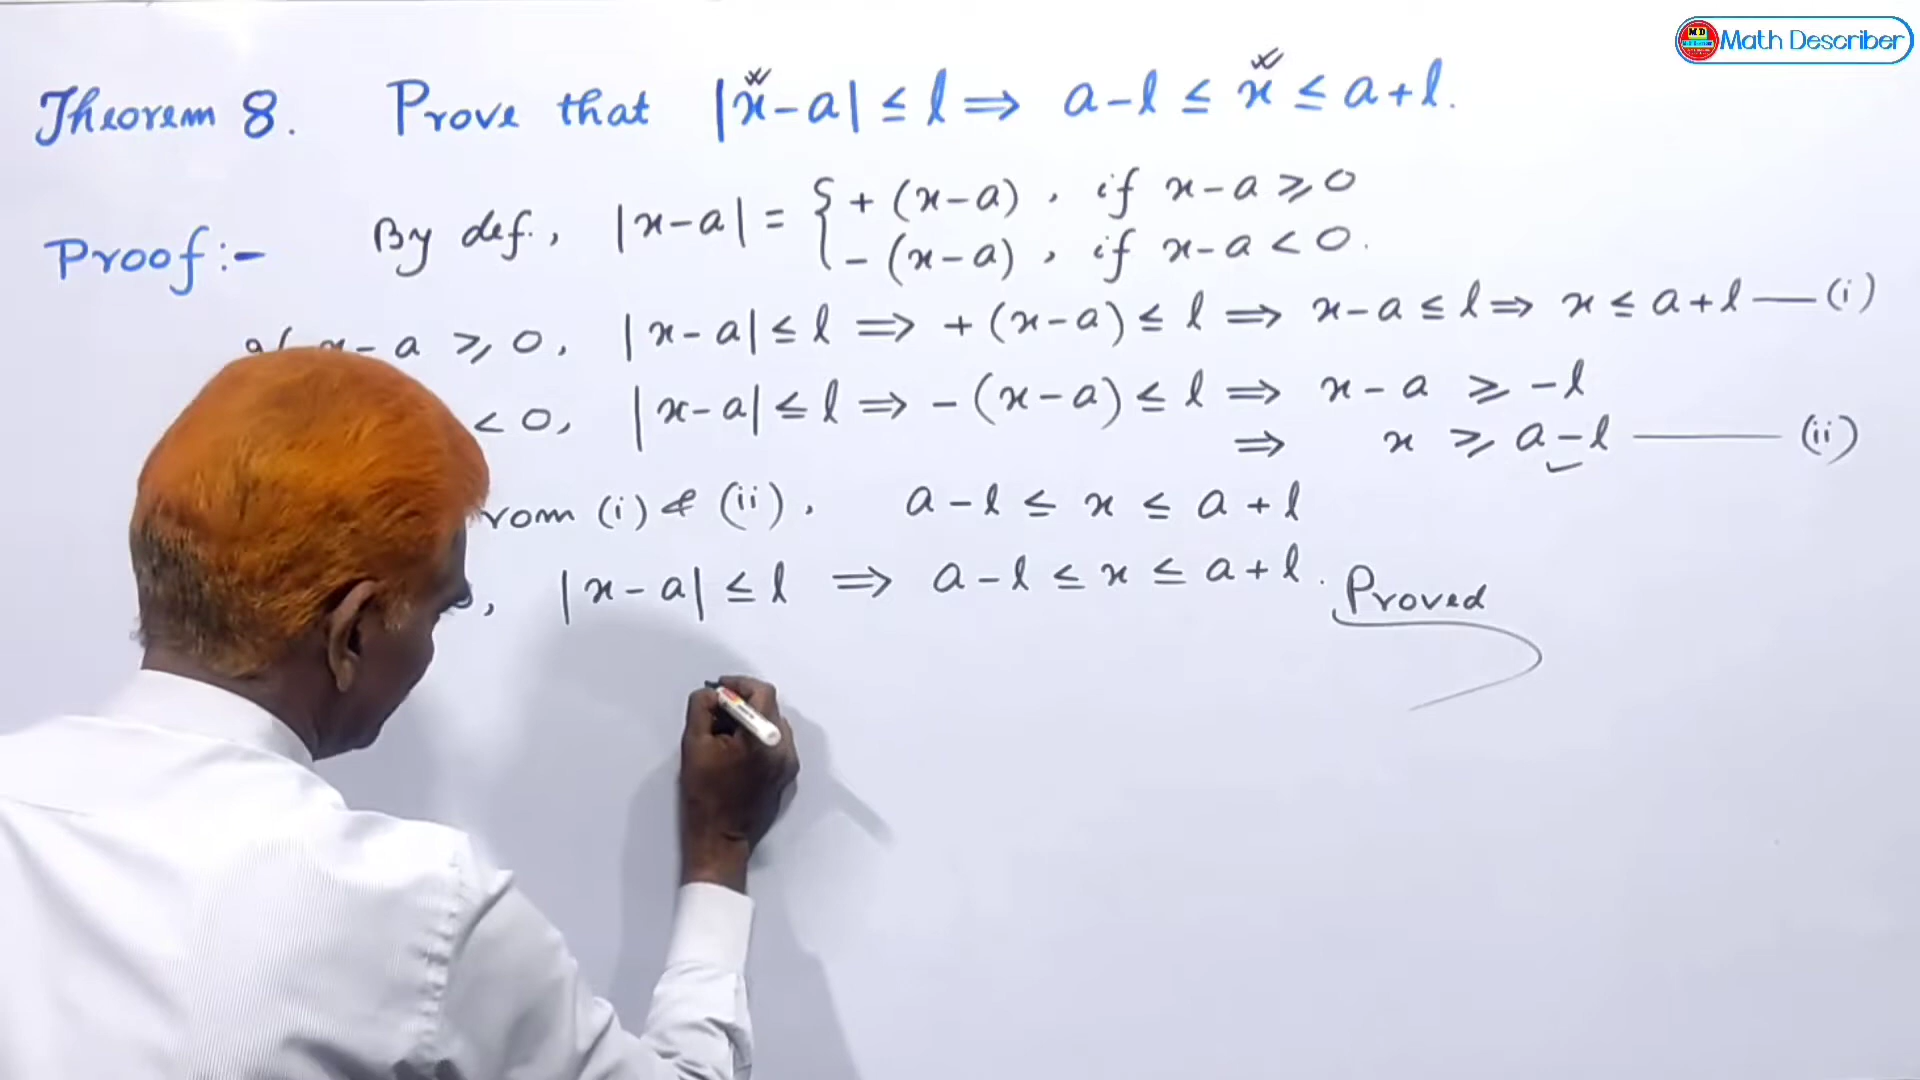 Math Describer
Theorem 8. Prove that |x-a| ≤ l ⇒ a-l ≤ x ≤ a+l.
Proof:- By def., |x-a| = { +(x-a), if x-a ≥ 0
-(x-a), if x-a < 0.
x-a ≥ 0, |x-a| ≤ l ⇒ +(x-a) ≤ l ⇒ x-a ≤ l ⇒ x ≤ a+l —— (i)
< 0, |x-a| ≤ l ⇒ -(x-a) ≤ l ⇒ x-a ≥ -l
⇒ x ≥ a-l ——— (ii)
rom (i) & (ii), a-l ≤ x ≤ a+l
, |x-a| ≤ l ⇒ a-l ≤ x ≤ a+l. Proved